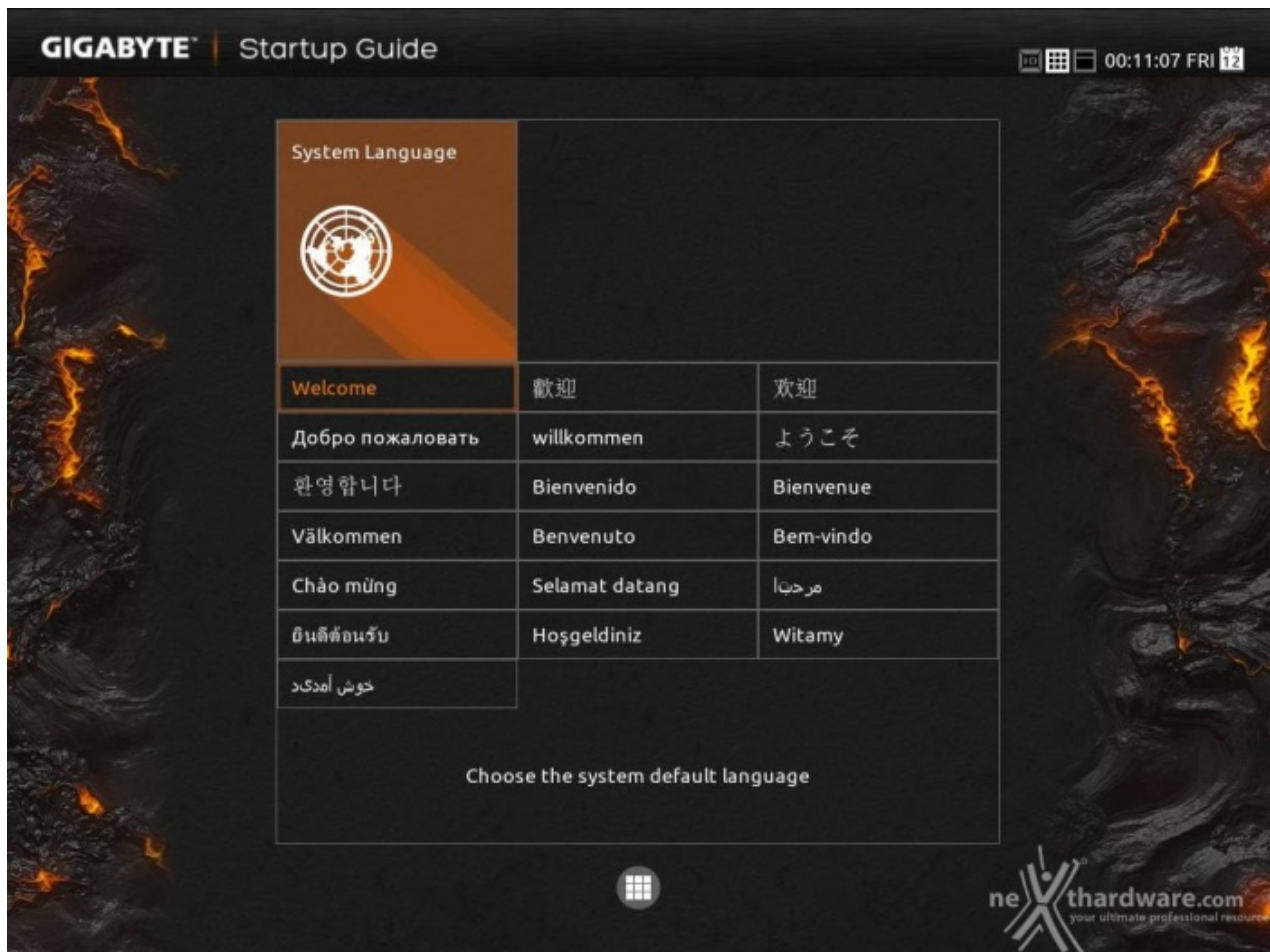 GIGABYTE™ Startup Guide
00:11:07 FRI 12
System Language
Welcome 歡迎 欢迎
Добро пожаловать willkommen ようこそ
환영합니다 Bienvenido Bienvenue
Välkommen Benvenuto Bem-vindo
Chào mừng Selamat datang مرحبا
ยินดีต้อนรับ Hoşgeldiniz Witamy
خوش آمدید
Choose the system default language
nexthardware.com
your ultimate professional resource